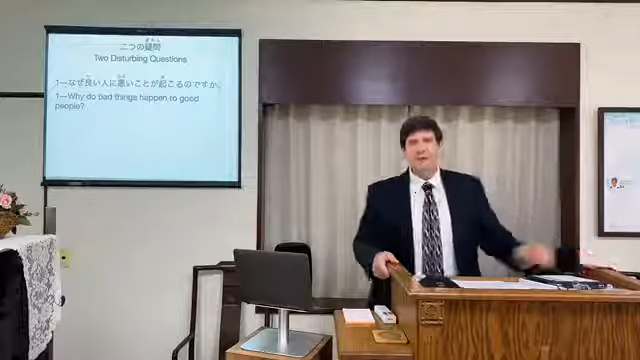 二つの疑問
Two Disturbing Questions
1—なぜ良い人に悪いことが起こるのですか。
1—Why do bad things happen to good
people?